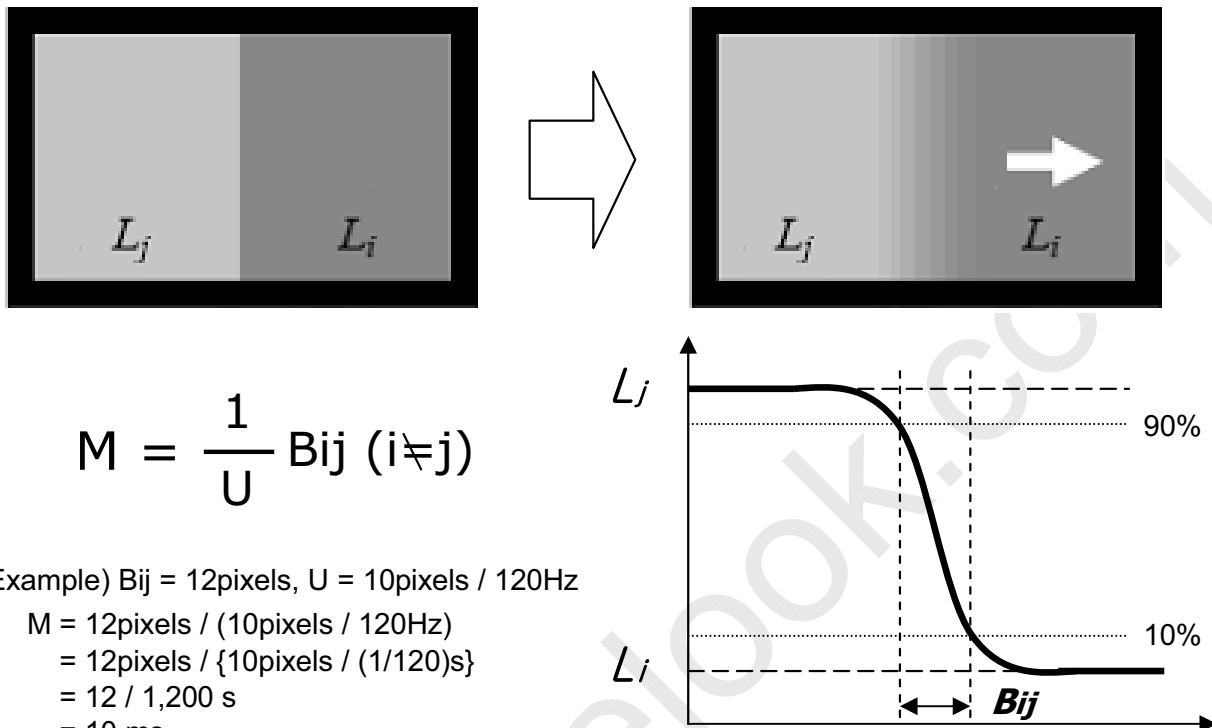 Lj Li
Lj Li
M = 1/U Bij (i≠j)
Example) Bij = 12pixels, U = 10pixels / 120Hz
M = 12pixels / (10pixels / 120Hz)
= 12pixels / {10pixels / (1/120)s}
= 12 / 1,200 s
= 10 ms
Lj
90%
10%
Li
Bij